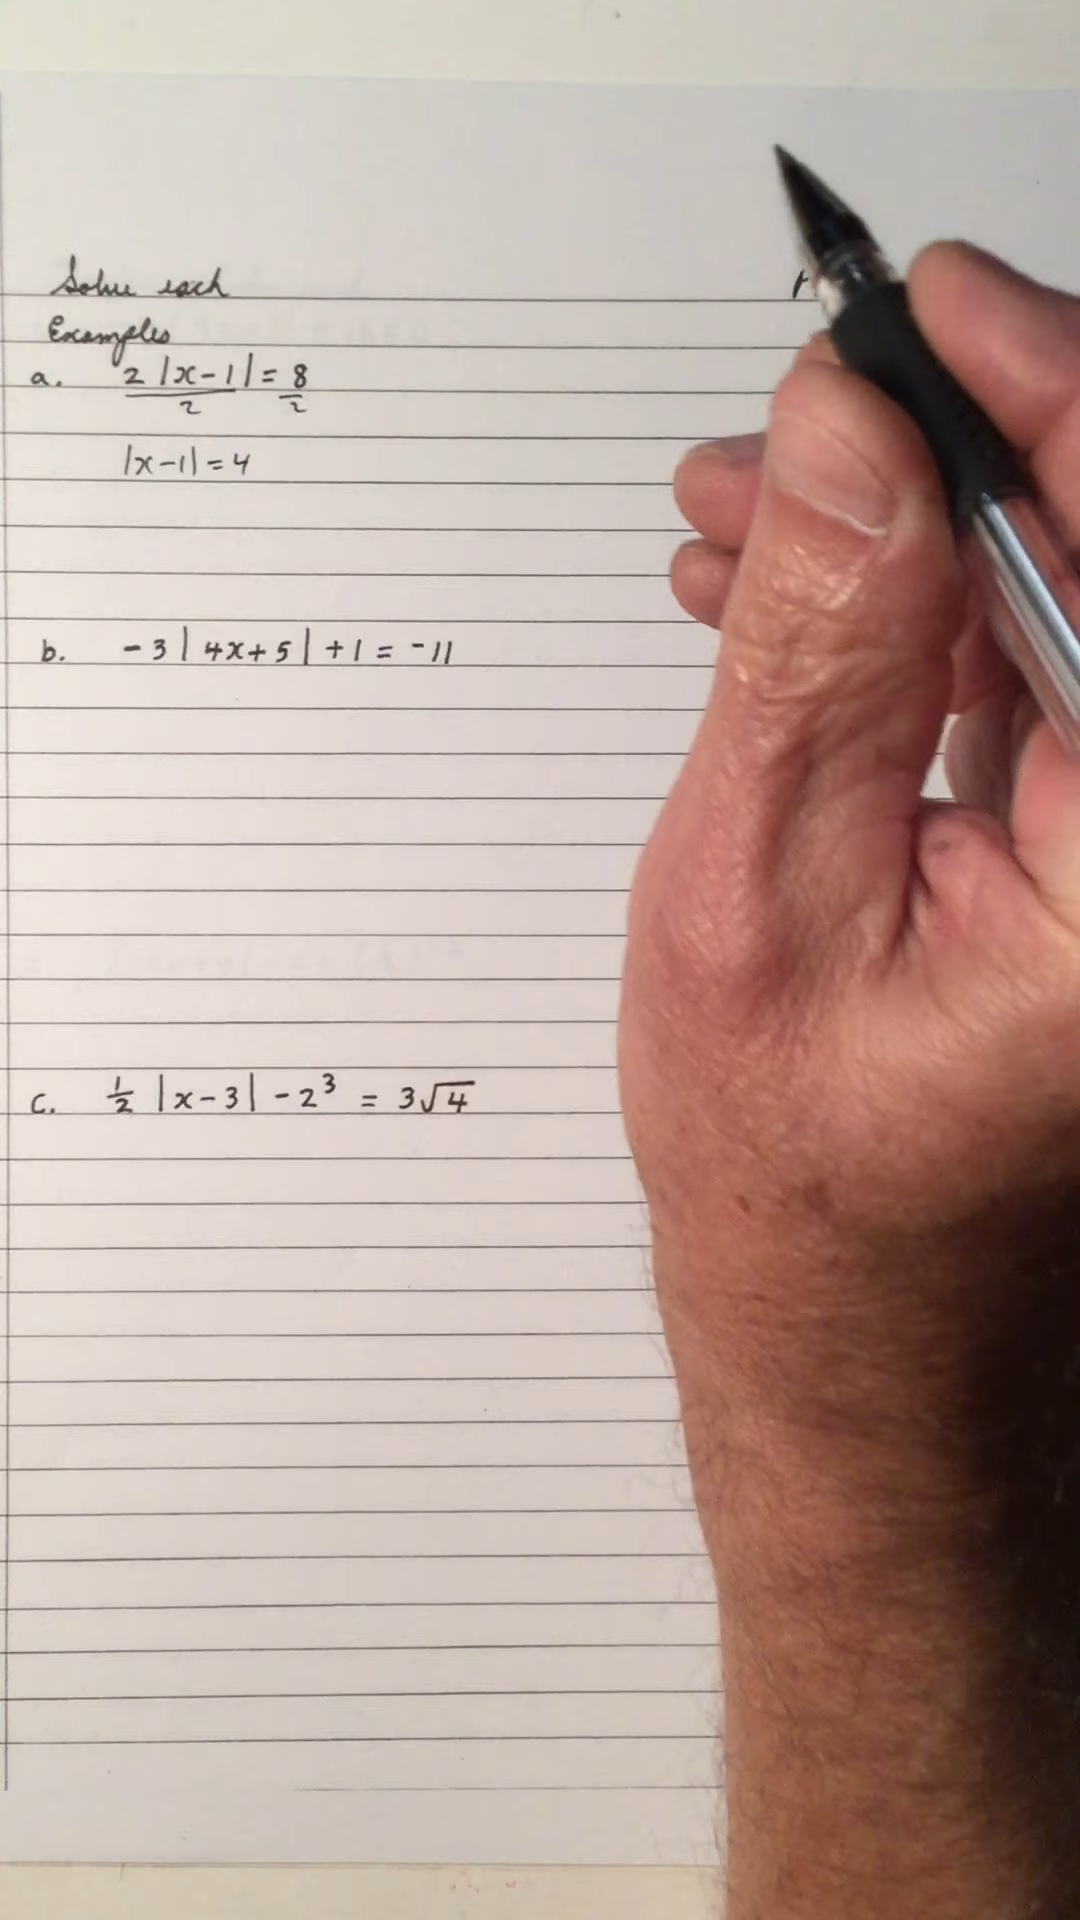 Solve each
Examples
a. 2 |x-1| = 8
2 2
|x-1| = 4
b. -3 | 4x+5 | +1 = -11
c. 1/2 |x-3| - 2³ = 3√4